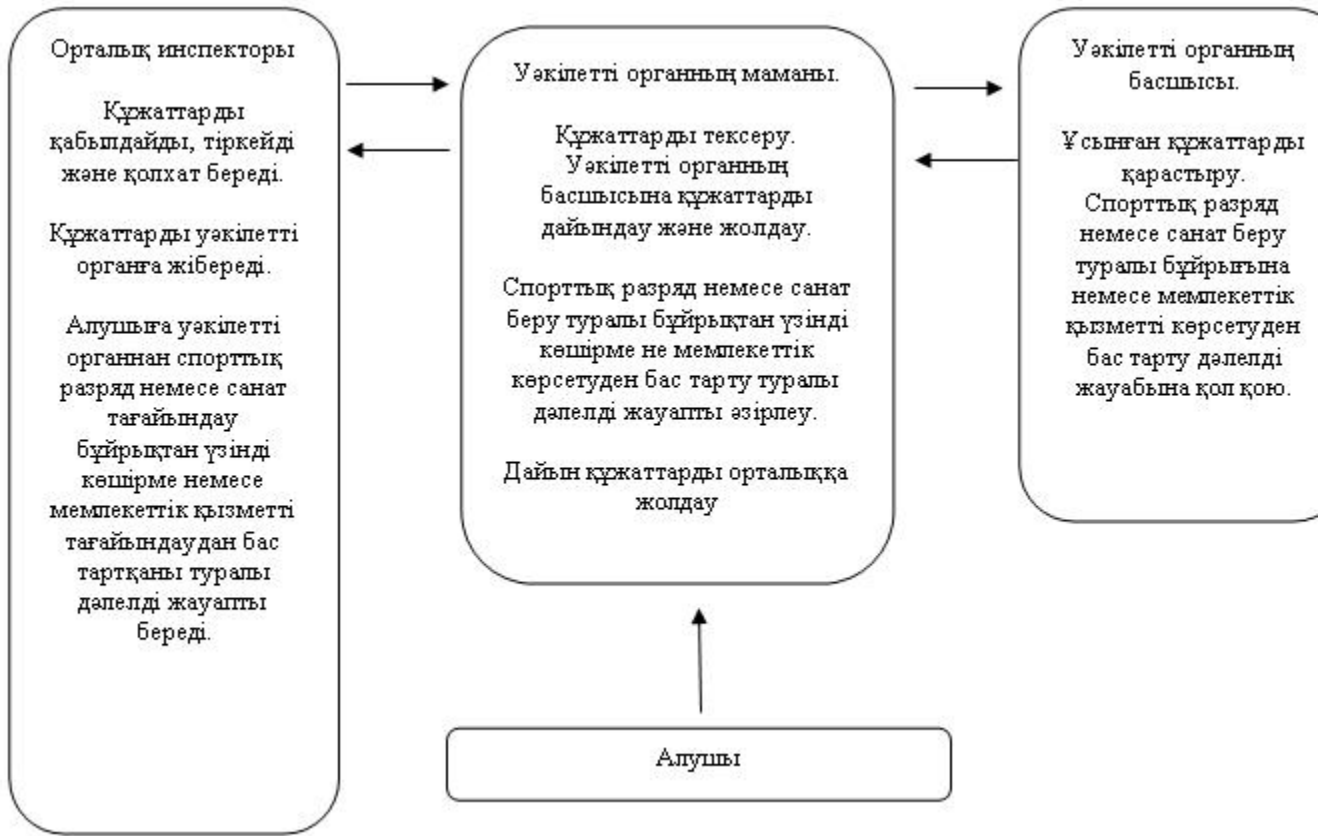 Орталық инспекторы
Құжаттарды
қабылдайды, тіркейді
және қолхат береді.
Құжаттарды уәкілетті
органға жібереді.
Алушыға уәкілетті
органнан спорттық
разряд немесе санат
тағайындау
бұйрықтан үзінді
көшірме немесе
мемлекеттік қызметті
тағайындаудан бас
тартқаны туралы
дәлелді жауапты
береді.
Уәкілетті органның маманы.
Құжаттарды тексеру.
Уәкілетті органның
басшысына құжаттарды
дайындау және жолдау.
Спорттық разряд немесе санат
беру туралы бұйрықтан үзінді
көшірме не мемлекеттік
көрсетуден бас тарту туралы
дәлелді жауапты әзірлеу.
Дайын құжаттарды орталыққа
жолдау
Уәкілетті органның
басшысы.
Ұсынған құжаттарды
қарастыру.
Спорттық разряд
немесе санат беру
туралы бұйрығына
немесе мемлекеттік
қызметті көрсетуден
бас тарту дәлелді
жауабына қол қою.
Алушы